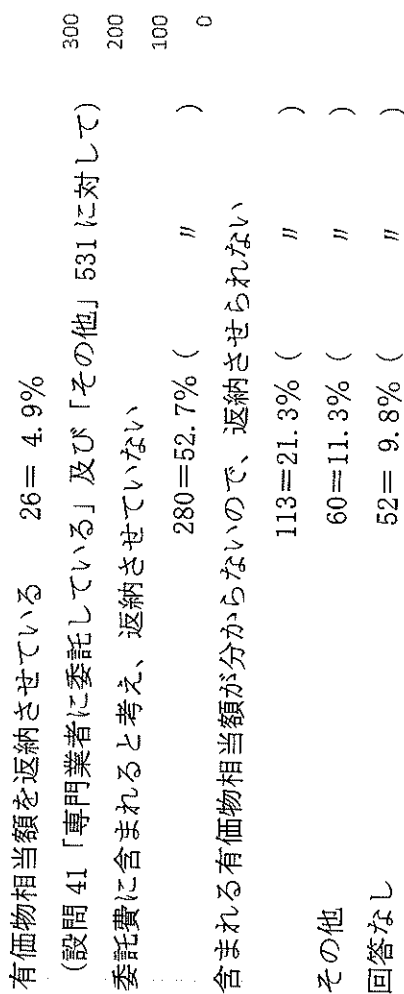 有価物相当額を返納させている　26＝ 4.9%
(設問 41「専門業者に委託している」及び「その他」531 に対して)
委託費に含まれると考え、返納させていない
280＝52.7% (　〃　)
含まれる有価物相当額が分からないので、返納させられない
113＝21.3% (　〃　)
その他　60＝11.3% (　〃　)
回答なし　52＝ 9.8% (　〃　)
300
200
100
0